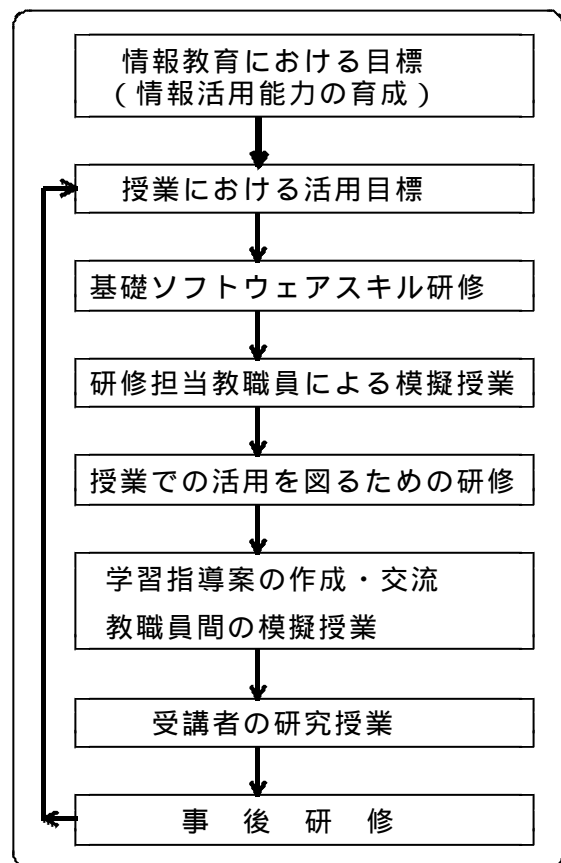 情報教育における目標
(情報活用能力の育成)
授業における活用目標
基礎ソフトウェアスキル研修
研修担当教職員による模擬授業
授業での活用を図るための研修
学習指導案の作成・交流
教職員間の模擬授業
受講者の研究授業
事 後 研 修